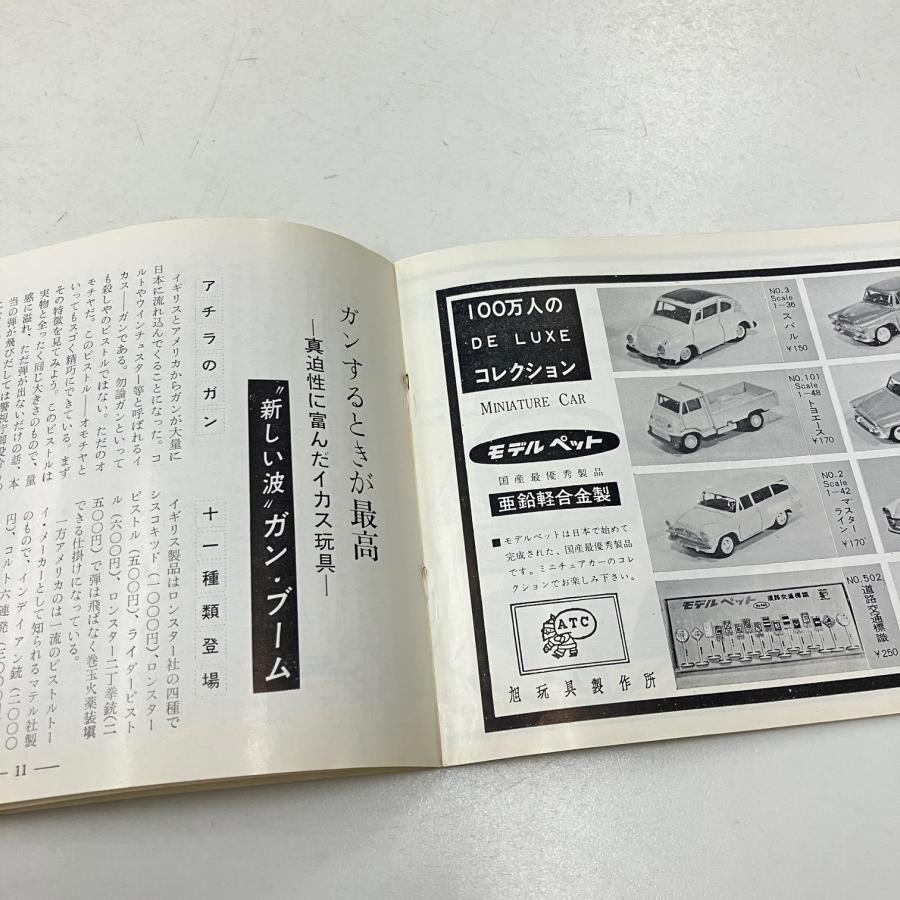 ガンするときが最高
―真迫性に富んだイカス玩具―
〝新しい波〟ガン・ブーム
アチラのガン
イギリスとアメリカからガンが大量に
日本に流れ込んでくることになった。コ
ルトやウインチェスター等と呼ばれるイ
カス――ガンである。勿論ガンといって
も殺しやのピストルではない。ただのオ
モチャだ。このピストル――オモチャと
いってもスゴく精巧にできている。まず
その特徴を見てみよう。このピストルは
実物と全ったく同じ大きさのもので、量
感に溢れ、ただ弾が出ないだけの話、本
当の弾が飛びだしては警視庁
十一種類登場
イギリス製品はロンスター社の四種で
シスコキッド(一〇〇〇円)、ロンスター
ピストル(五〇〇円)、ライダーピスト
ル(六〇〇円)、ロンスター二丁拳銃(二
五〇〇円)で弾は飛ばなく巻玉火薬装塡
できる仕掛けになっている。
一方アメリカのは一流のピストルトー
イ・メーカーとして知られるマテル社製
のもので、インディアン銃(二〇〇〇
円)、コルト六連発
― 11 ―
100万人の
DE LUXE
コレクション
MINIATURE CAR
モデルペット
国産最優秀製品
亜鉛軽合金製
■モデルペットは日本で始めて
完成された、国産最優秀製品
です。ミニチュアカーのコレ
クションでお楽しみ下さい。
ATC
旭玩具製作所
NO.3
Scale
1-36
スバル
¥150
NO.101
Scale
1-48
トヨエース
¥170
NO.2
Scale
1-42
マスター
ライン
¥170
モデルペット
道路交通標識
NO.502
道路交通標識
¥250